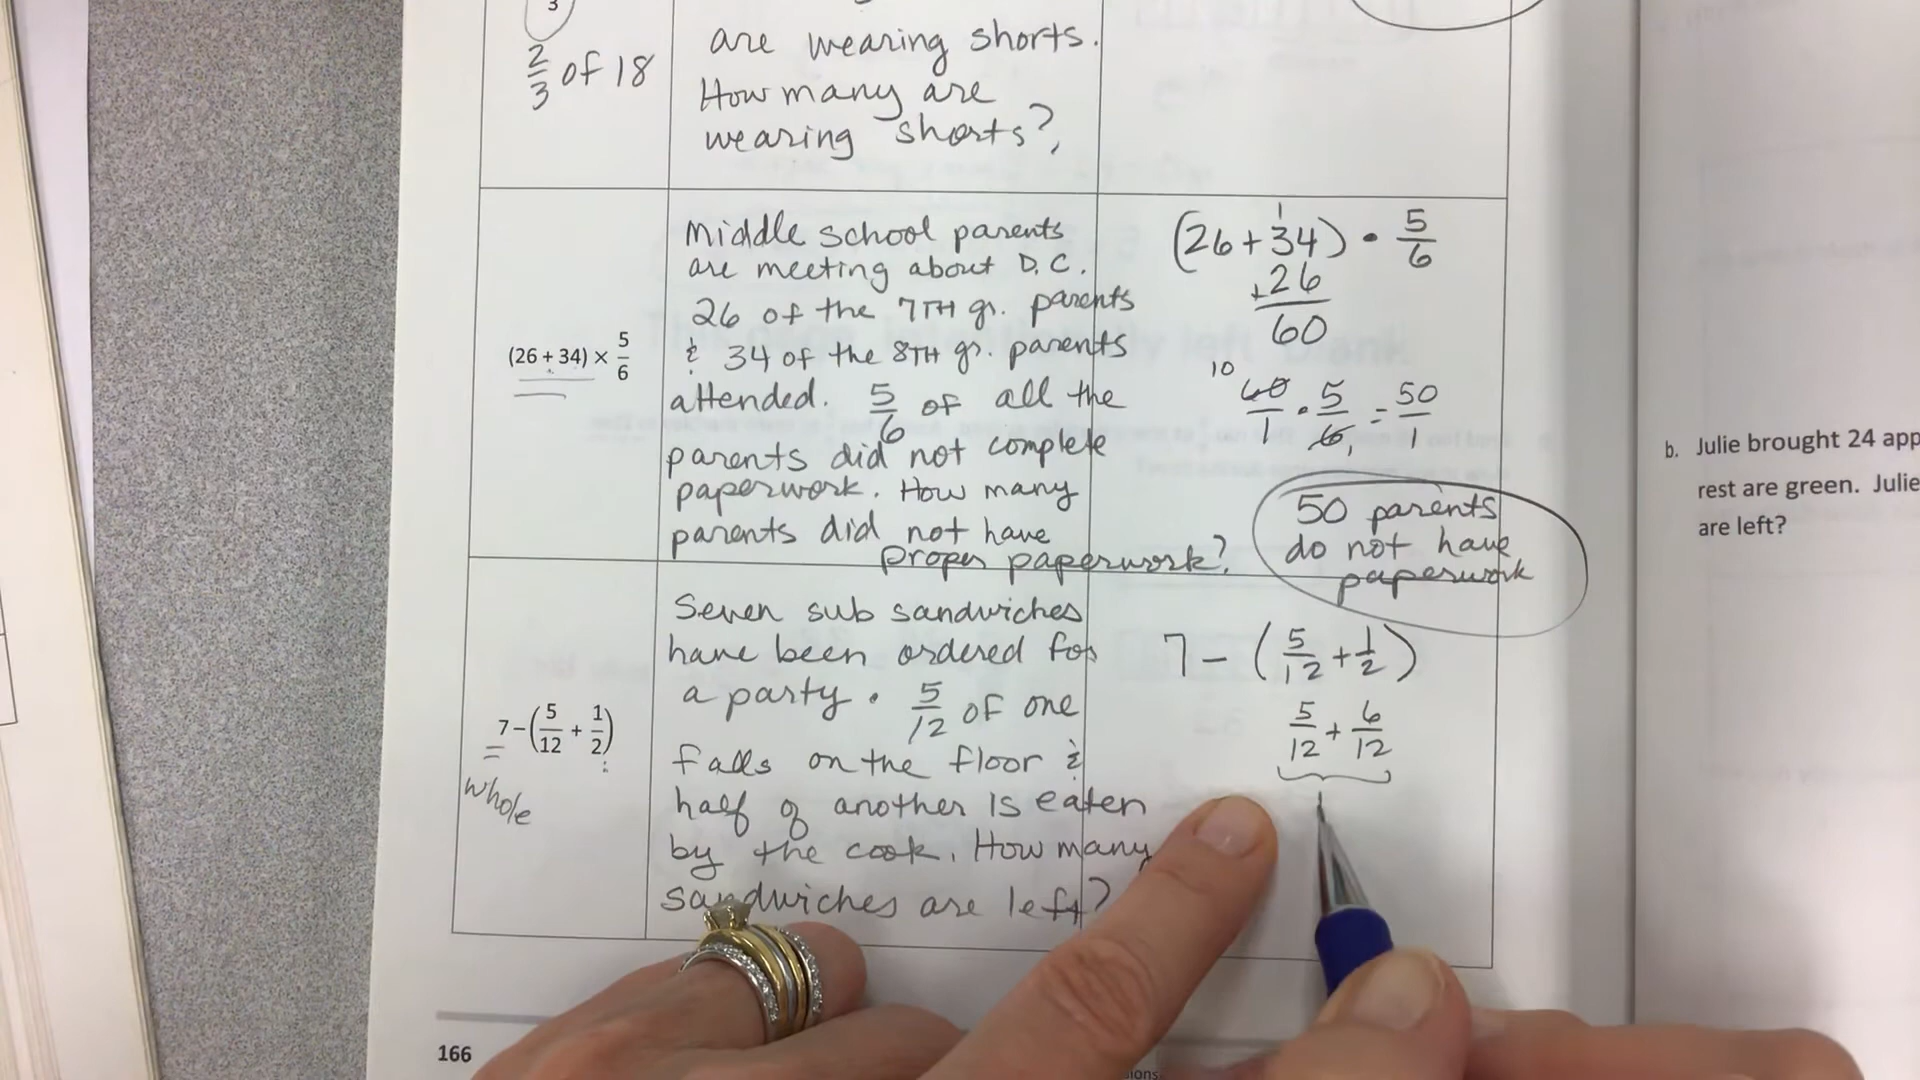 3
2/3 of 18
are wearing shorts.
How many are
wearing shorts?
(26 + 34) × 5/6
Middle school parents
are meeting about D.C.
26 of the 7TH gr. parents
& 34 of the 8TH gr. parents
attended. 5/6 of all the
parents did not complete
paperwork. How many
parents did not have
proper paperwork?
1
(26 + 34) • 5/6
+26
60
10
60/1 • 5/6 = 50/1
1
50 parents
do not have
paperwork
7 − (5/12 + 1/2)
whole
Seven sub sandwiches
have been ordered for
a party. 5/12 of one
falls on the floor &
half of another is eaten
by the cook. How many
sandwiches are left?
7 − (5/12 + 1/2)
5/12 + 6/12
1
166
b. Julie brought 24 app
rest are green. Julie
are left?